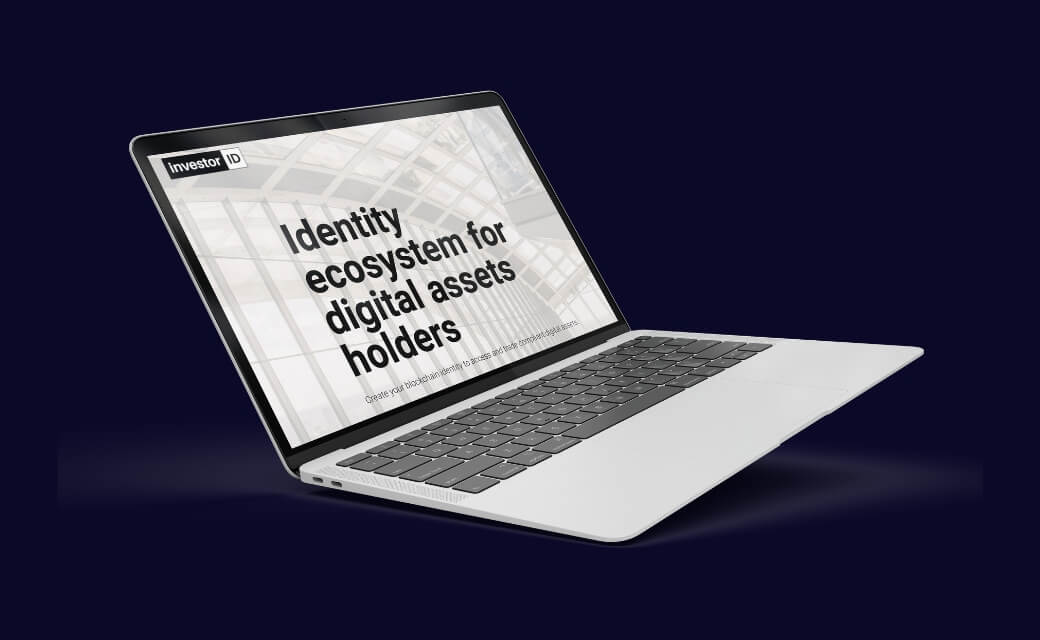 investor ID
Identity
ecosystem for
digital assets
holders
Create your blockchain identity to access and trade compliant digital assets.